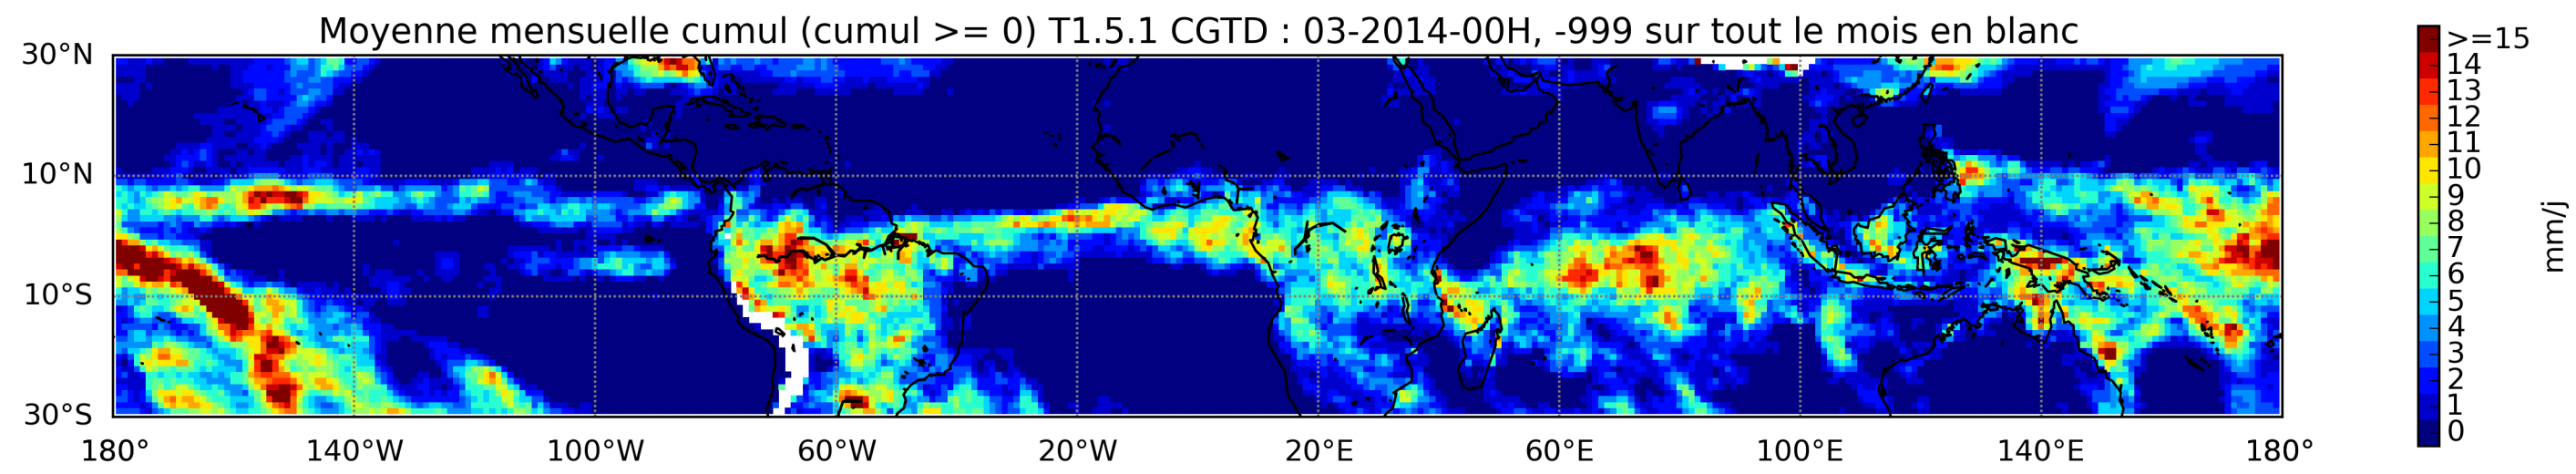 Moyenne mensuelle cumul (cumul >= 0) T1.5.1 CGTD : 03-2014-00H, -999 sur tout le mois en blanc
30°N
10°N
10°S
30°S
180°
140°W
100°W
60°W
20°W
20°E
60°E
100°E
140°E
180°
>=15
14
13
12
11
10
9
8
7
6
5
4
3
2
1
0
mm/j